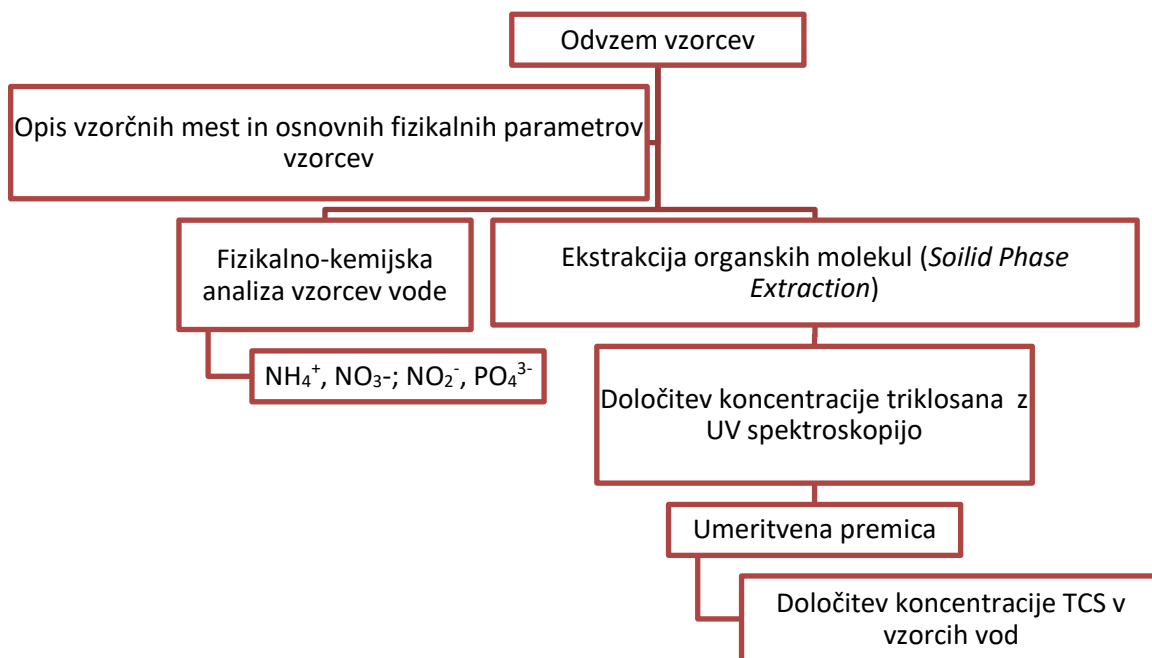 Odvzem vzorcev
Opis vzorčnih mest in osnovnih fizikalnih parametrov
vzorcev
Fizikalno-kemijska
analiza vzorcev vode
NH₄⁺, NO₃-; NO₂⁻, PO₄³⁻
Ekstrakcija organskih molekul (Soilid Phase
Extraction)
Določitev koncentracije triklosana z
UV spektroskopijo
Umeritvena premica
Določitev koncentracije TCS v
vzorcih vod